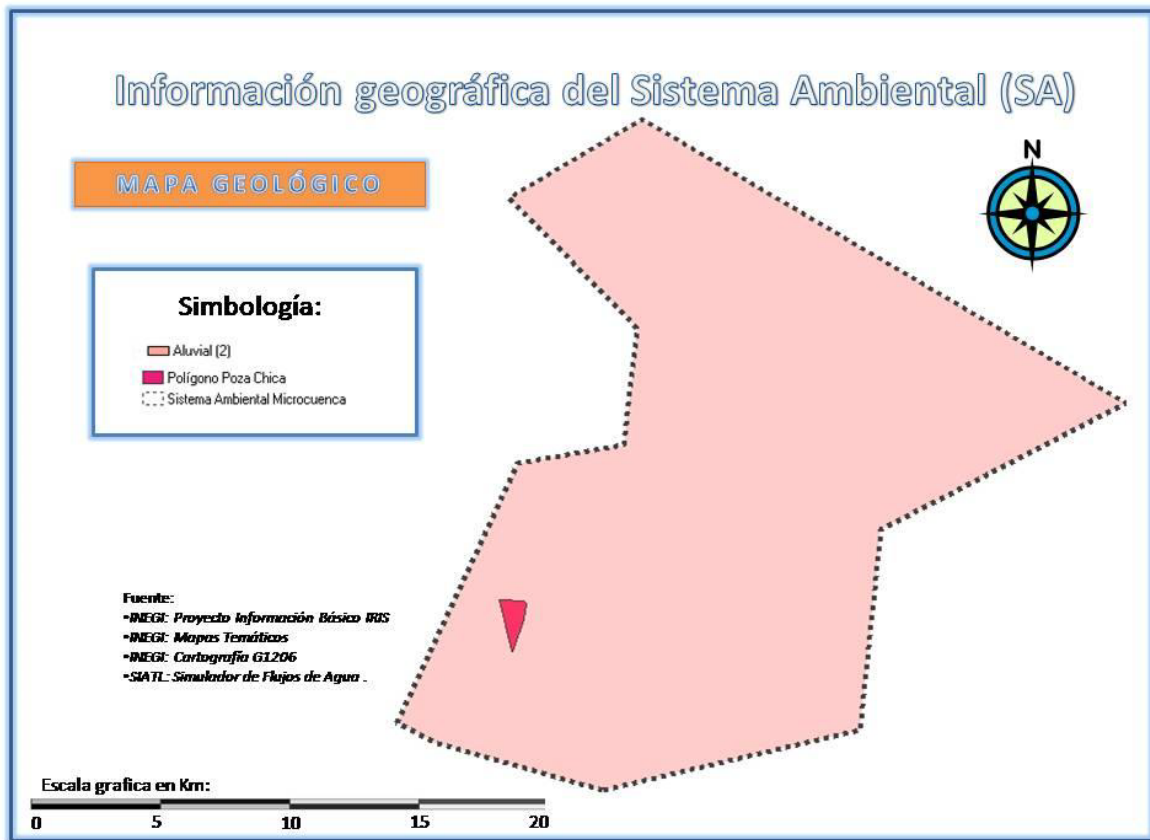 Información geográfica del Sistema Ambiental (SA)
MAPA GEOLÓGICO
N
Simbología:
Aluvial (2)
Polígono Poza Chica
Sistema Ambiental Microcuenca
Fuente:
•INEGI: Proyecto Información Básico IRIS
•INEGI: Mapas Temáticos
•INEGI: Cartografía G1206
•SIATL: Simulador de Flujos de Agua .
Escala grafica en Km:
0 5 10 15 20